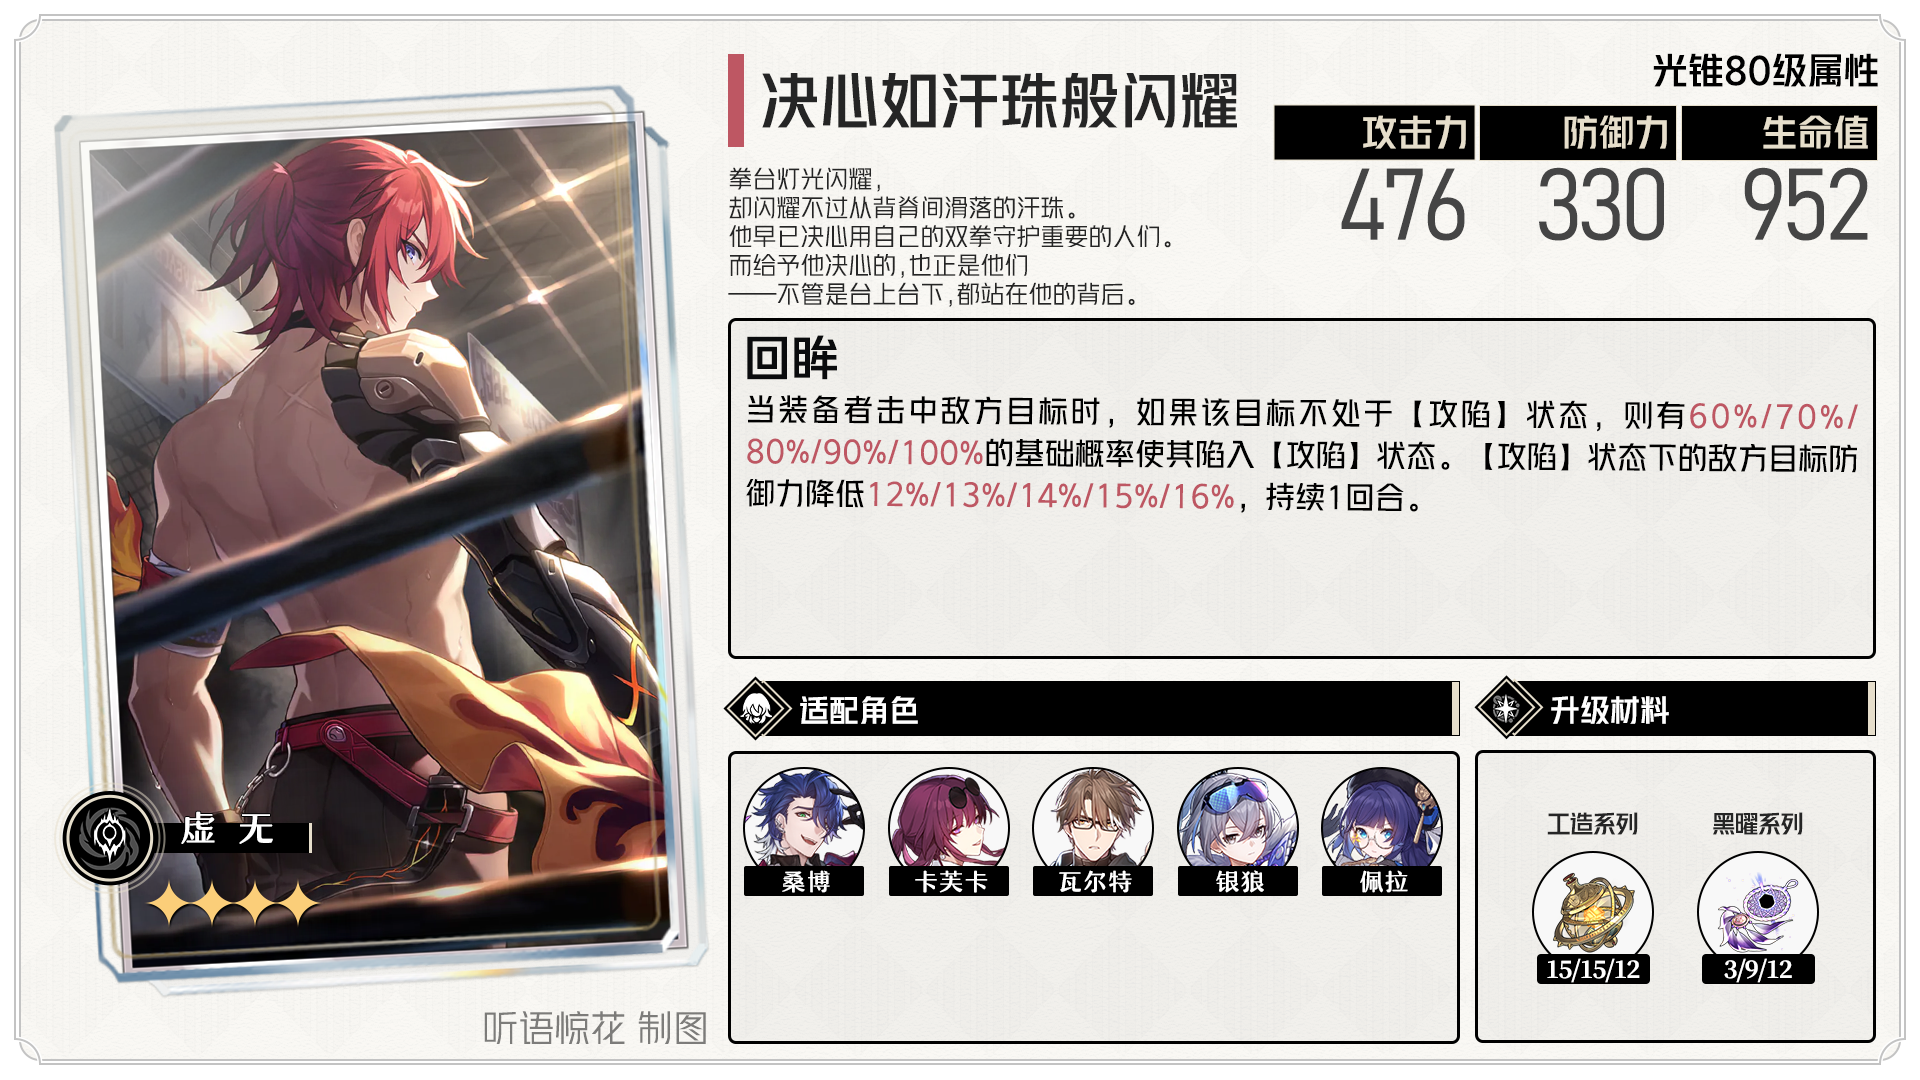 决心如汗珠般闪耀
拳台灯光闪耀,
却闪耀不过从背脊间滑落的汗珠。
他早已决心用自己的双拳守护重要的人们。
而给予他决心的,也正是他们
——不管是台上台下,都站在他的背后。
光锥80级属性
攻击力 防御力 生命值
476 330 952
回眸
当装备者击中敌方目标时，如果该目标不处于【攻陷】状态，则有60%/70%/
80%/90%/100%的基础概率使其陷入【攻陷】状态。【攻陷】状态下的敌方目标防
御力降低12%/13%/14%/15%/16%，持续1回合。
虚无
适配角色
桑博 卡芙卡 瓦尔特 银狼 佩拉
升级材料
工造系列 黑曜系列
15/15/12 3/9/12
听语惊花 制图